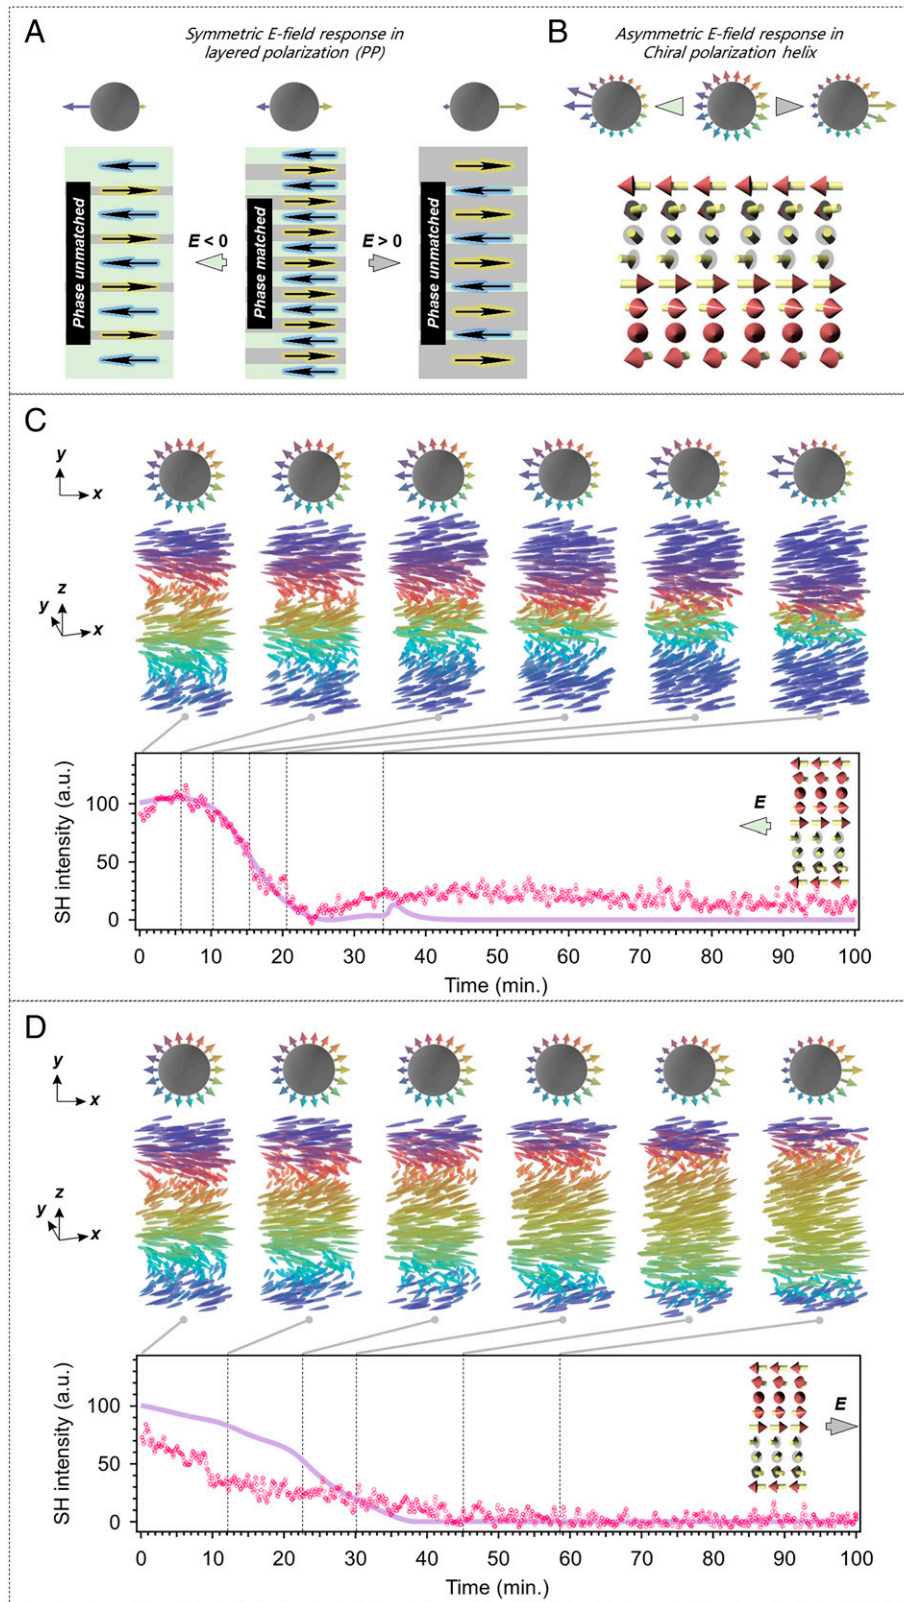 A
Symmetric E-field response in
layered polarization (PP)
B
Asymmetric E-field response in
Chiral polarization helix
Phase unmatched
E < 0
Phase matched
E > 0
Phase unmatched
C
y
x
z
y
x
SH intensity (a.u.)
100
50
0
E
0 10 20 30 40 50 60 70 80 90 100
Time (min.)
D
y
x
z
y
x
SH intensity (a.u.)
100
50
0
E
0 10 20 30 40 50 60 70 80 90 100
Time (min.)